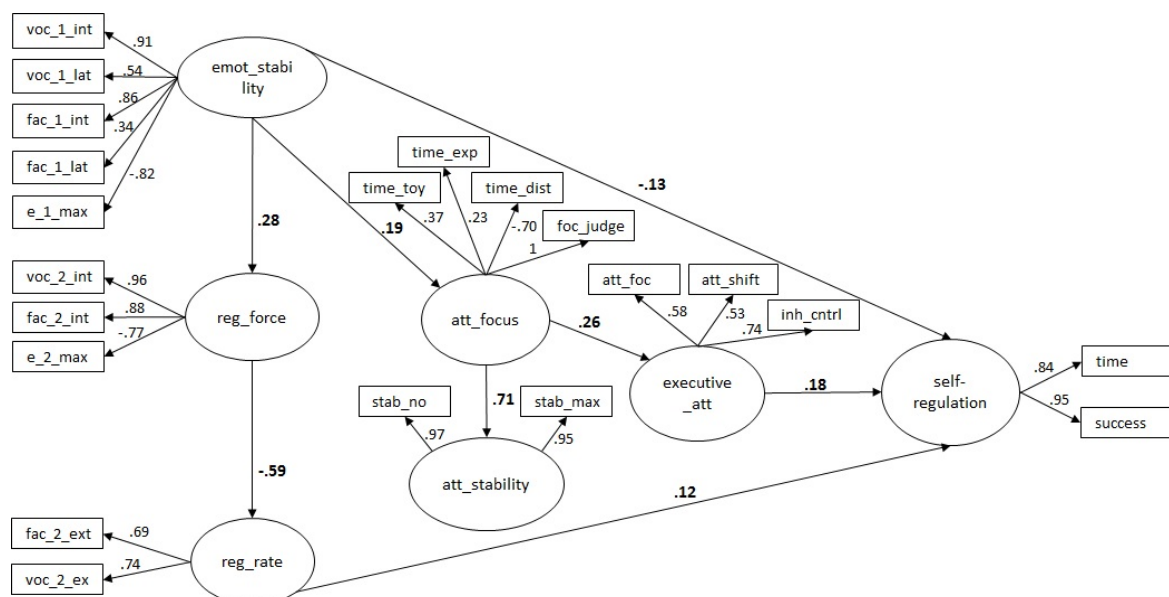 voc_1_int
.91
voc_1_lat
.54
fac_1_int
.86
fac_1_lat
.34
e_1_max
-.82
emot_stabi
lity
time_exp
time_toy
time_dist
foc_judge
.37
.23
-.70
1
-.13
.28
.19
voc_2_int
.96
fac_2_int
.88
e_2_max
-.77
reg_force
att_focus
att_foc
att_shift
inh_cntrl
.58
.53
.74
.26
executive
_att
.18
self-
regulation
time
.84
success
.95
stab_no
.71
stab_max
.97
.95
att_stability
-.59
.12
fac_2_ext
.69
voc_2_ex
.74
reg_rate